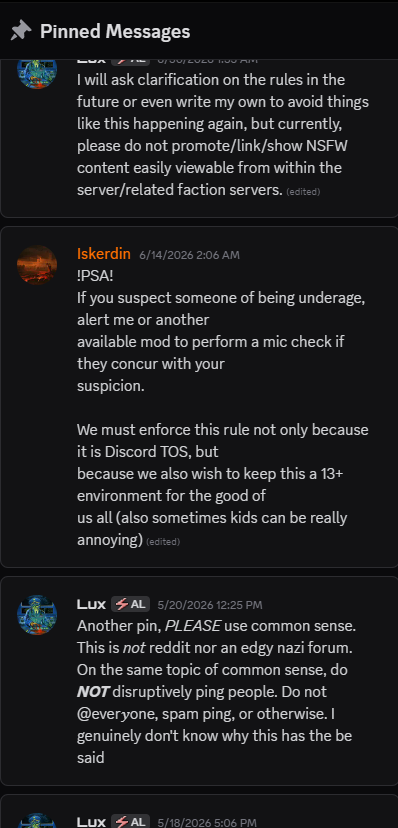 Pinned Messages
Lux AL 6/30/2026 1:53 AM
I will ask clarification on the rules in the
future or even write my own to avoid things
like this happening again, but currently,
please do not promote/link/show NSFW
content easily viewable from within the
server/related faction servers. (edited)
Iskerdin 6/14/2026 2:06 AM
!PSA!
If you suspect someone of being underage,
alert me or another
available mod to perform a mic check if
they concur with your
suspicion.
We must enforce this rule not only because
it is Discord TOS, but
because we also wish to keep this a 13+
environment for the good of
us all (also sometimes kids can be really
annoying) (edited)
Lux AL 5/20/2026 12:25 PM
Another pin, PLEASE use common sense.
This is not reddit nor an edgy nazi forum.
On the same topic of common sense, do
NOT disruptively ping people. Do not
@everyone, spam ping, or otherwise. I
genuinely don't know why this has the be
said
Lux AL 5/18/2026 5:06 PM